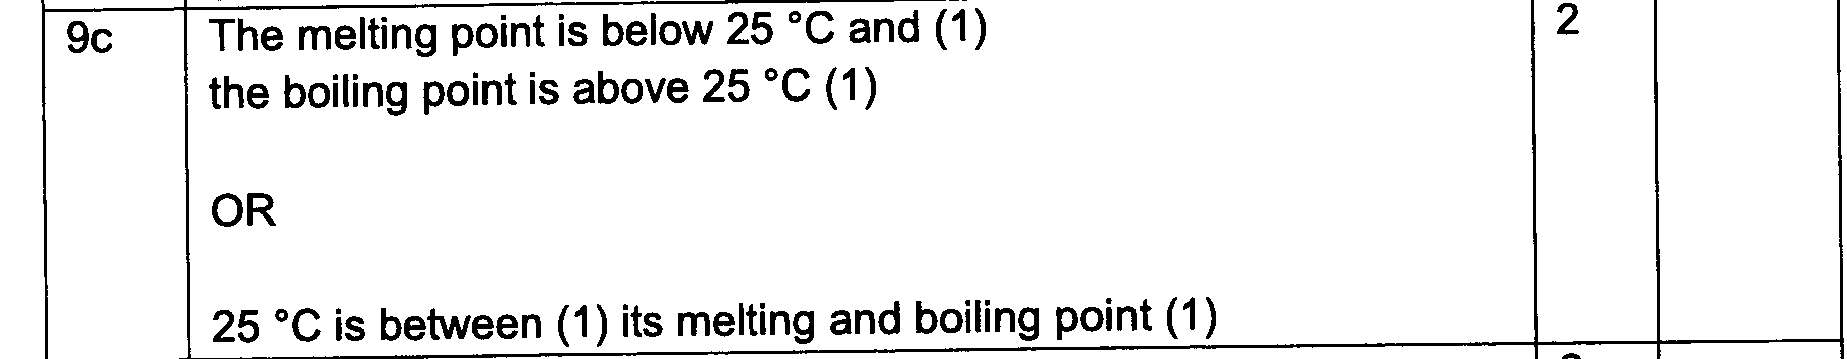 9c The melting point is below 25 °C and (1) 2
the boiling point is above 25 °C (1)
OR
25 °C is between (1) its melting and boiling point (1)